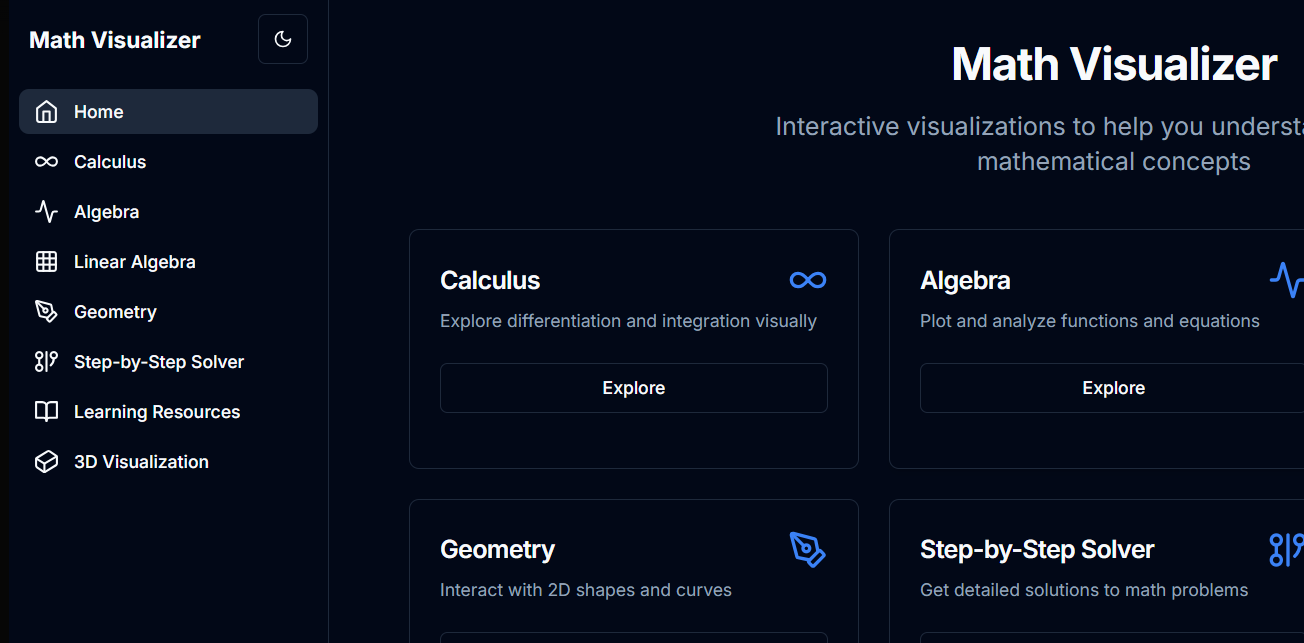 Math Visualizer
Home
Calculus
Algebra
Linear Algebra
Geometry
Step-by-Step Solver
Learning Resources
3D Visualization
Math Visualizer
Interactive visualizations to help you
mathematical concepts
Calculus
Explore differentiation and integration visually
Explore
Algebra
Plot and analyze functions and equations
Explore
Geometry
Interact with 2D shapes and curves
Step-by-Step Solver
Get detailed solutions to math problems